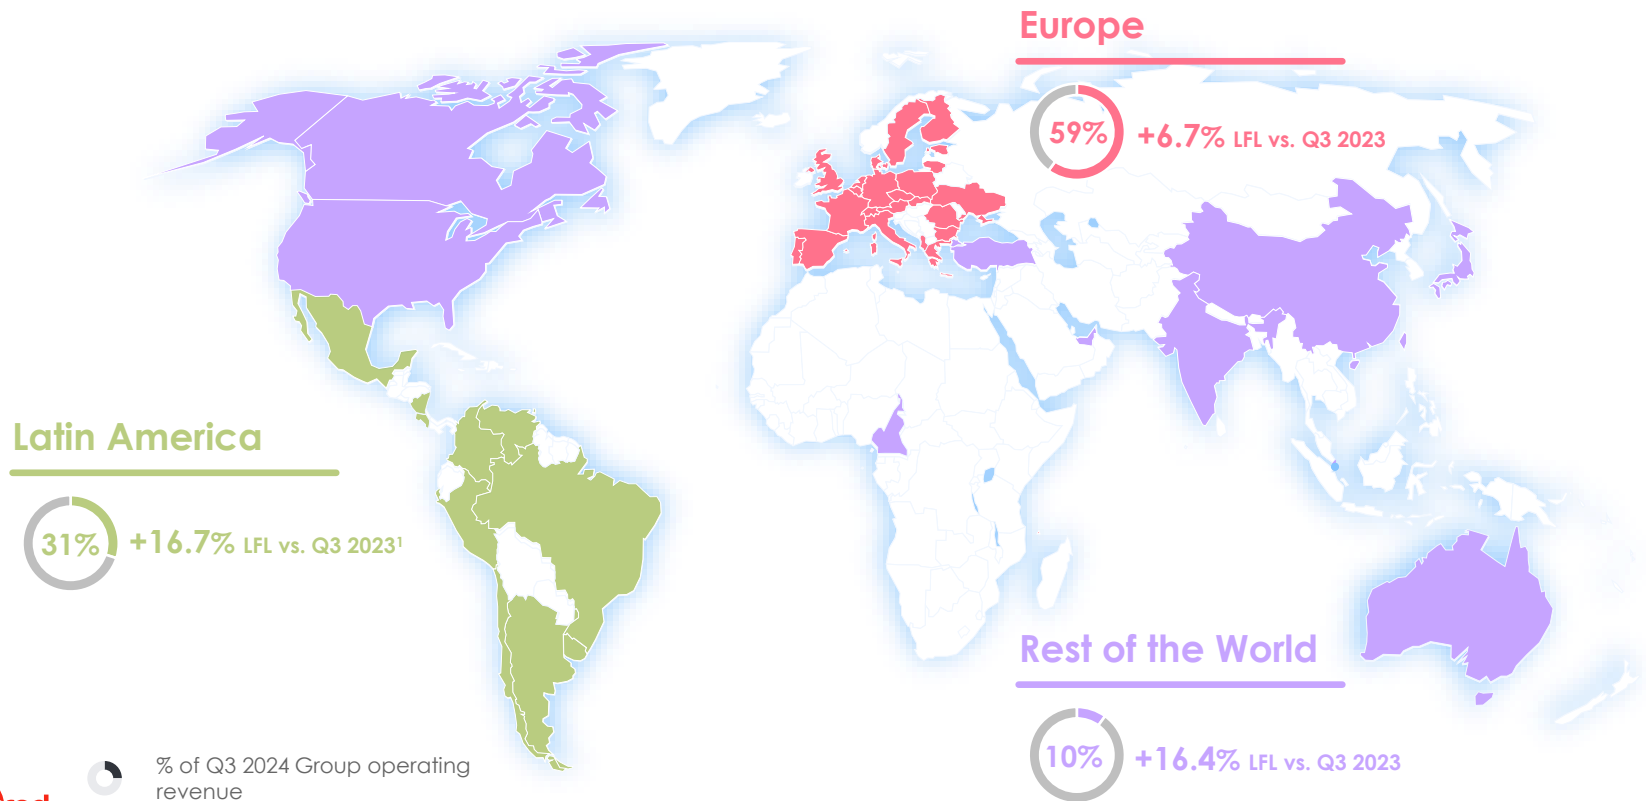 Europe
59%
+6.7% LFL vs. Q3 2023
Latin America
31%
+16.7% LFL vs. Q3 2023¹
Rest of the World
10%
+16.4% LFL vs. Q3 2023
% of Q3 2024 Group operating
revenue